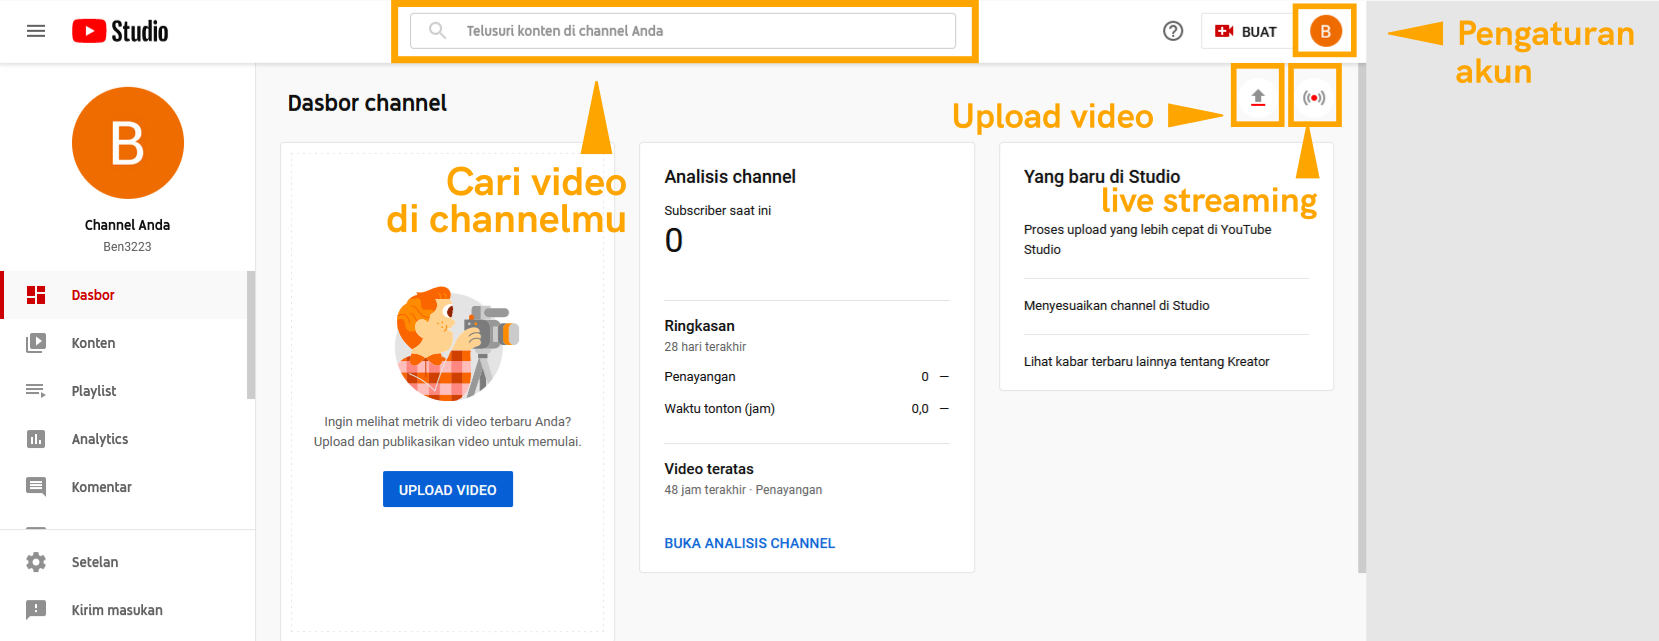 Studio
Telusuri konten di channel Anda
BUAT
B
Pengaturan
akun
Dasbor channel
Upload video
B
Channel Anda
Ben3223
Dasbor
Konten
Playlist
Analytics
Komentar
Setelan
Kirim masukan
Cari video
di channelmu
Ingin melihat metrik di video terbaru Anda?
Upload dan publikasikan video untuk memulai.
UPLOAD VIDEO
Analisis channel
Subscriber saat ini
0
Ringkasan
28 hari terakhir
Penayangan 0 —
Waktu tonton (jam) 0,0 —
Video teratas
48 jam terakhir · Penayangan
BUKA ANALISIS CHANNEL
Yang baru di Studio
live streaming
Proses upload yang lebih cepat di YouTube
Studio
Menyesuaikan channel di Studio
Lihat kabar terbaru lainnya tentang Kreator